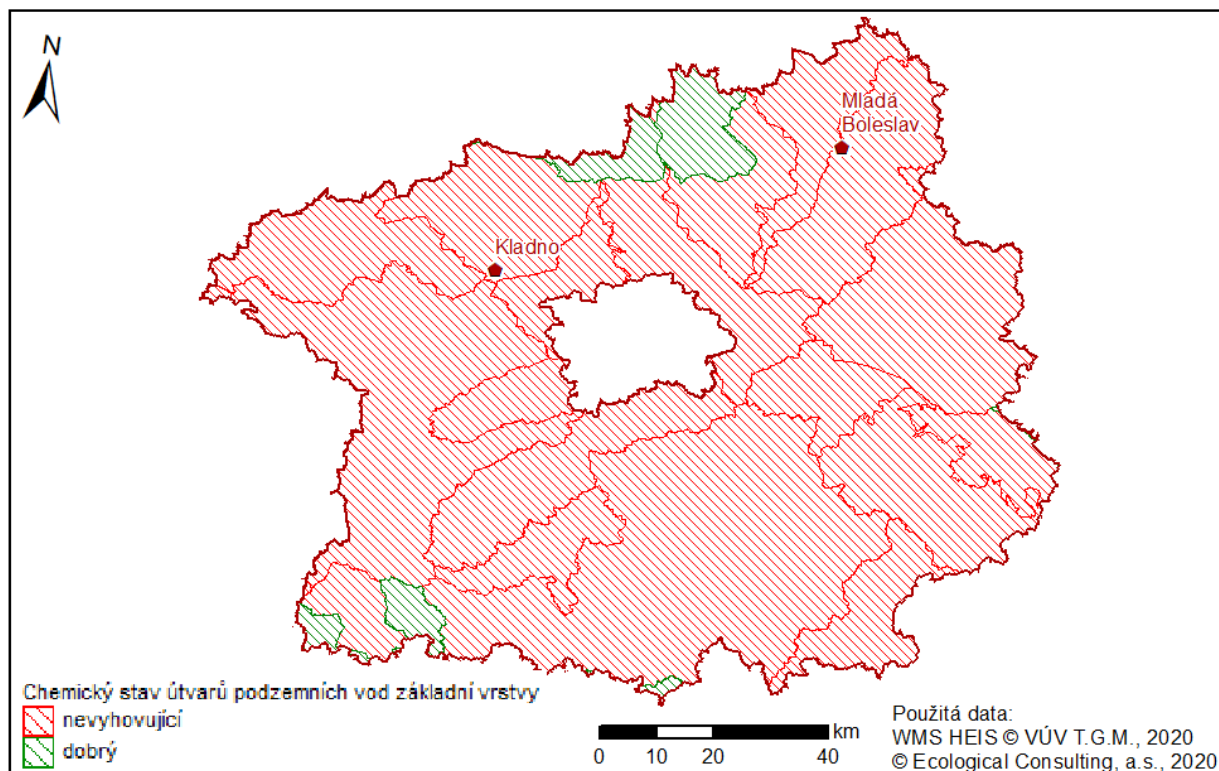 N
Mladá
Boleslav
Kladno
Chemický stav útvarů podzemních vod základní vrstvy
nevyhovující
dobrý
km
0 10 20 40
Použitá data:
WMS HEIS © VÚV T.G.M., 2020
© Ecological Consulting, a.s., 2020